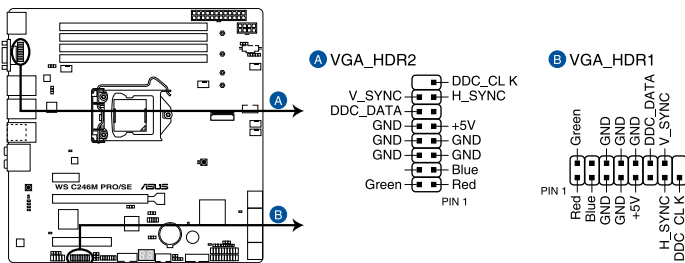 A VGA_HDR2
B VGA_HDR1
DDC_CL K
V_SYNC
H_SYNC
DDC_DATA
GND
+5V
GND
GND
GND
GND
Blue
Green
Red
PIN 1
A
B
WS C246M PRO/SE
ASUS
Green
GND
GND
GND
DDC_DATA
V_SYNC
PIN 1
Red
Blue
GND
GND
+5V
H_SYNC
DDC_CL K